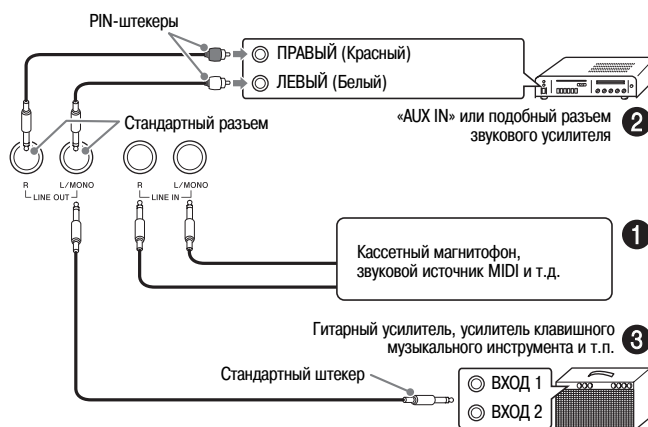 PIN-штекеры
ПРАВЫЙ (Красный)
ЛЕВЫЙ (Белый)
«AUX IN» или подобный разъем
звукового усилителя
2
Стандартный разъем
R
L/MONO
LINE OUT
R
L/MONO
LINE IN
1
Кассетный магнитофон,
звуковой источник MIDI и т.д.
Гитарный усилитель, усилитель клавишного
музыкального инструмента и т.п.
3
Стандартный штекер
ВХОД 1
ВХОД 2